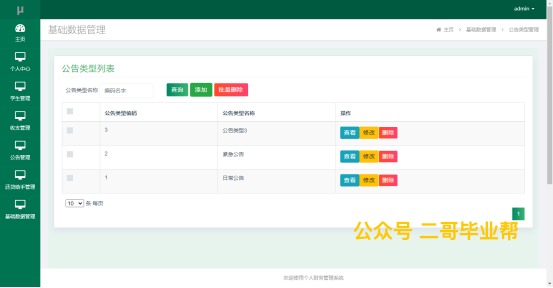 μ
admin
主页
个人中心
学生管理
收支管理
公告管理
还贷助手管理
基础数据管理
基础数据管理
主页 > 基础数据管理 > 公告类型管理
公告类型列表
公告类型名称 编码名字 查询 添加 批量删除
公告类型编码 公告类型名称 操作
3 公告类型3 查看 修改 删除
2 紧急公告 查看 修改 删除
1 日常公告 查看 修改 删除
10 条 每页
1
公众号 二哥毕业帮
欢迎使用个人财务管理系统